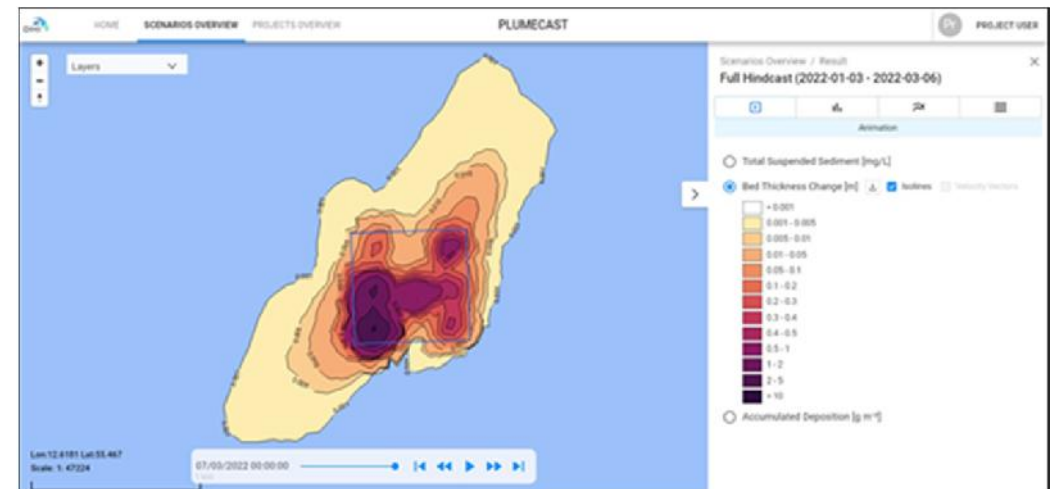 HOME
SCENARIOS OVERVIEW
PROJECTS OVERVIEW
PLUMECAST
PROJECT USER
Layers
Scenarios Overview / Result
Full Hindcast (2022-01-03 - 2022-03-06)
Animation
Total Suspended Sediment [mg/L]
Bed Thickness Change [m]
Isolines
Velocity Vectors
0.001 - 0.005
0.005 - 0.01
0.01 - 0.05
0.05 - 0.1
0.1 - 0.2
0.2 - 0.3
0.3 - 0.4
0.4 - 0.5
0.5 - 1
1 - 2
2 - 5
> 10
Accumulated Deposition [g m⁻²]
Lon:12.6181 Lat:55.467
Scale: 1: 47224
07/03/2022 00:00:00